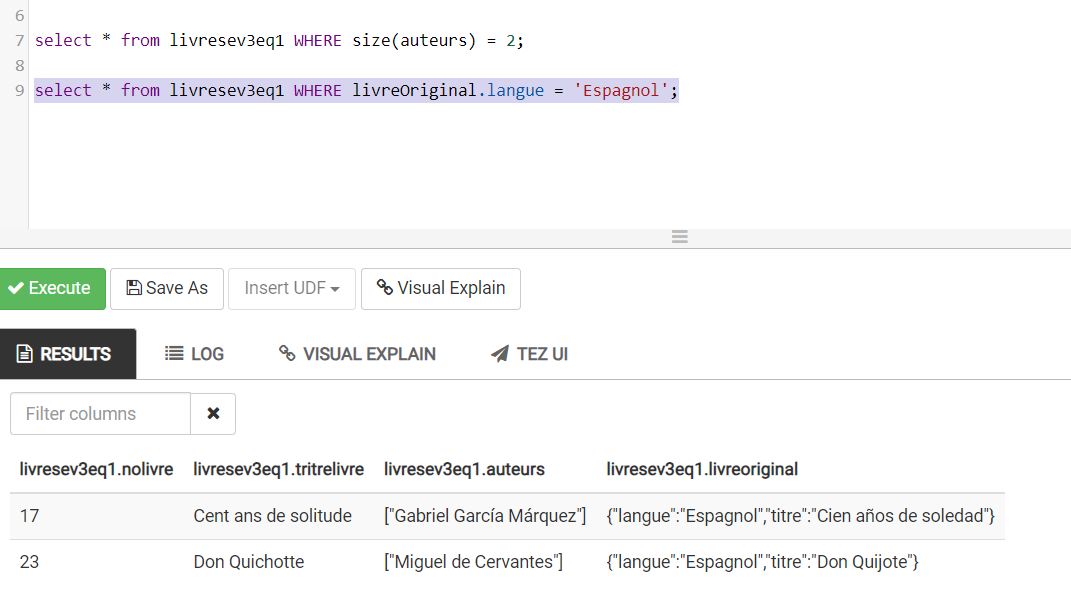 6
7 select * from livresev3eq1 WHERE size(auteurs) = 2;
8
9 select * from livresev3eq1 WHERE livreOriginal.langue = 'Espagnol';
Execute Save As Insert UDF Visual Explain
RESULTS LOG VISUAL EXPLAIN TEZ UI
Filter columns
livresev3eq1.nolivre livresev3eq1.tritrelivre livresev3eq1.auteurs livresev3eq1.livreoriginal
17 Cent ans de solitude ["Gabriel García Márquez"] {"langue":"Espagnol","titre":"Cien años de soledad"}
23 Don Quichotte ["Miguel de Cervantes"] {"langue":"Espagnol","titre":"Don Quijote"}